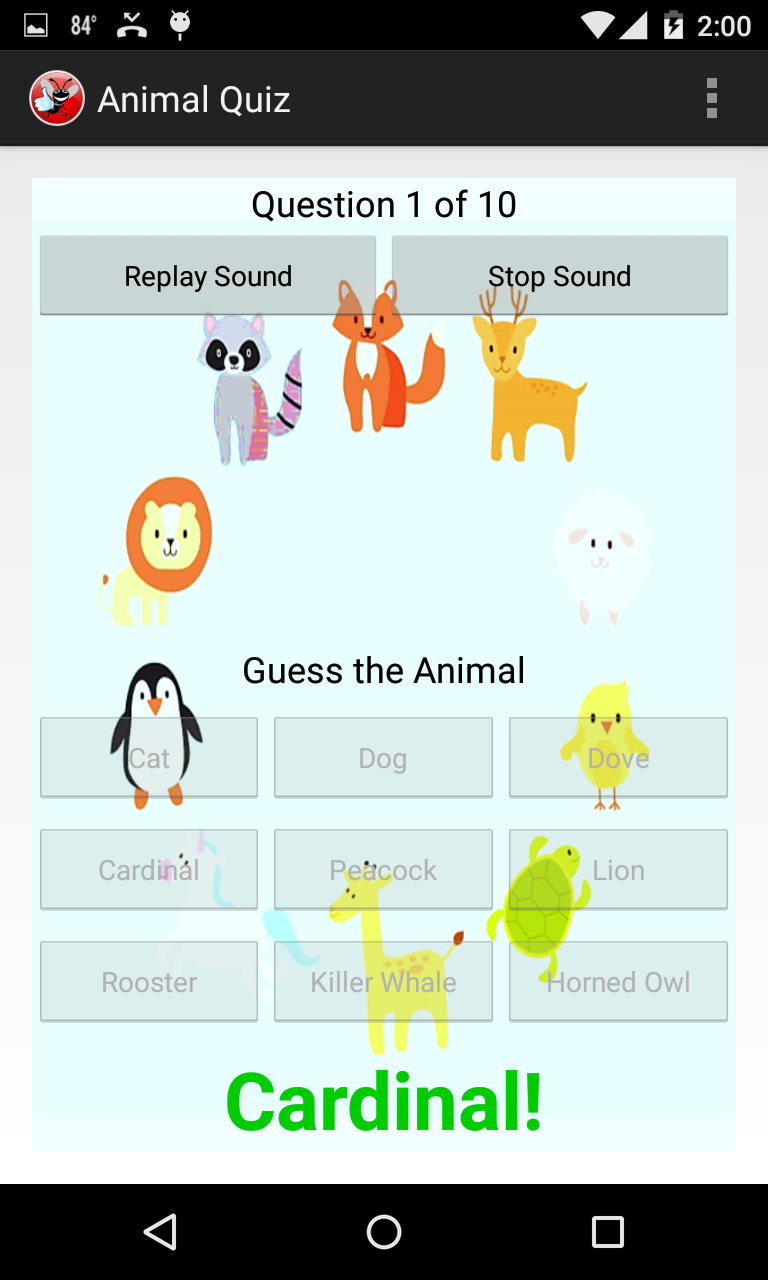 84° 2:00
Animal Quiz
Question 1 of 10
Replay Sound Stop Sound
Guess the Animal
Cat Dog Dove
Cardinal Peacock Lion
Rooster Killer Whale Horned Owl
Cardinal!